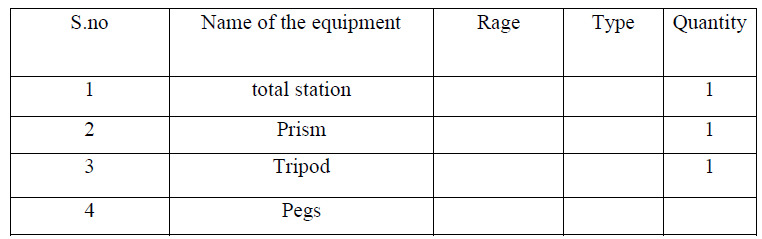 S.no Name of the equipment Rage Type Quantity
1 total station 1
2 Prism 1
3 Tripod 1
4 Pegs